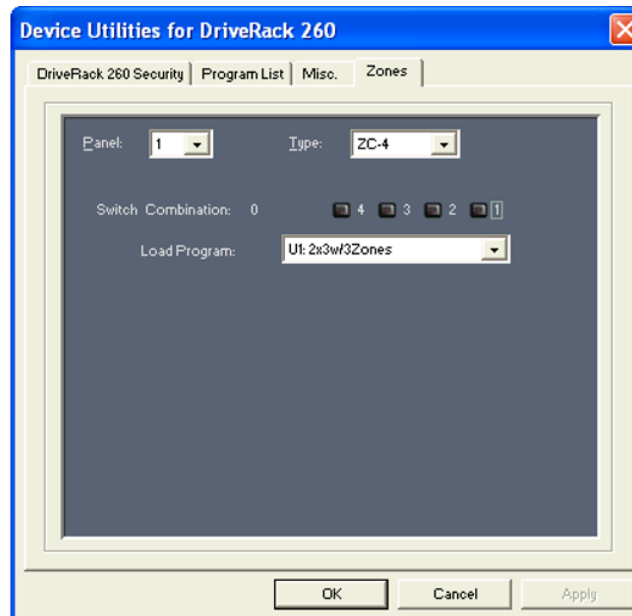 Device Utilities for DriveRack 260
DriveRack 260 Security Program List Misc. Zones
Panel: 1 Type: ZC-4
Switch Combination: 0 4 3 2 1
Load Program: U1: 2x3w/3Zones
OK Cancel Apply